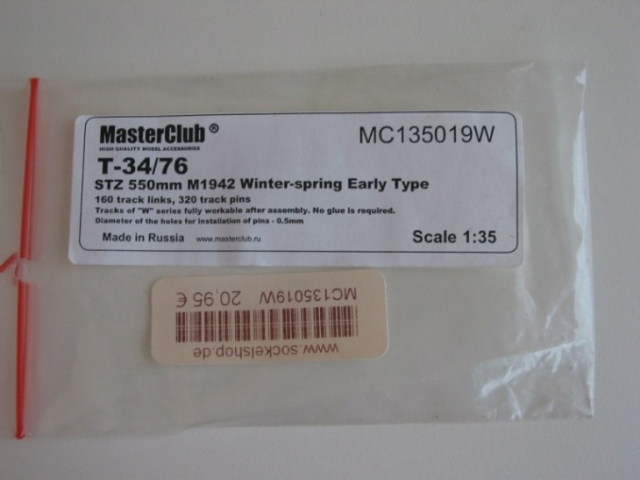 MasterClub®
HIGH QUALITY MODEL ACCESSORIES
MC135019W
T-34/76
STZ 550mm M1942 Winter-spring Early Type
160 track links, 320 track pins
Tracks of "W" series fully workable after assembly. No glue is required.
Diameter of the holes for installation of pins - 0.5mm
Made in Russia www.masterclub.ru
Scale 1:35
www.sockelshop.de
MC135019W 20,95 €